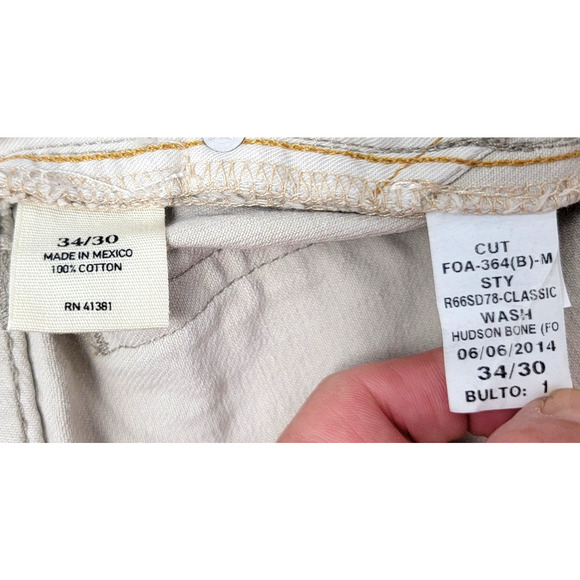 34/30
MADE IN MEXICO
100% COTTON
RN 41381
CUT
FOA-364(B)-M
STY
R66SD78-CLASSIC
WASH
HUDSON BONE (FO
06/06/2014
34/30
BULTO: 1